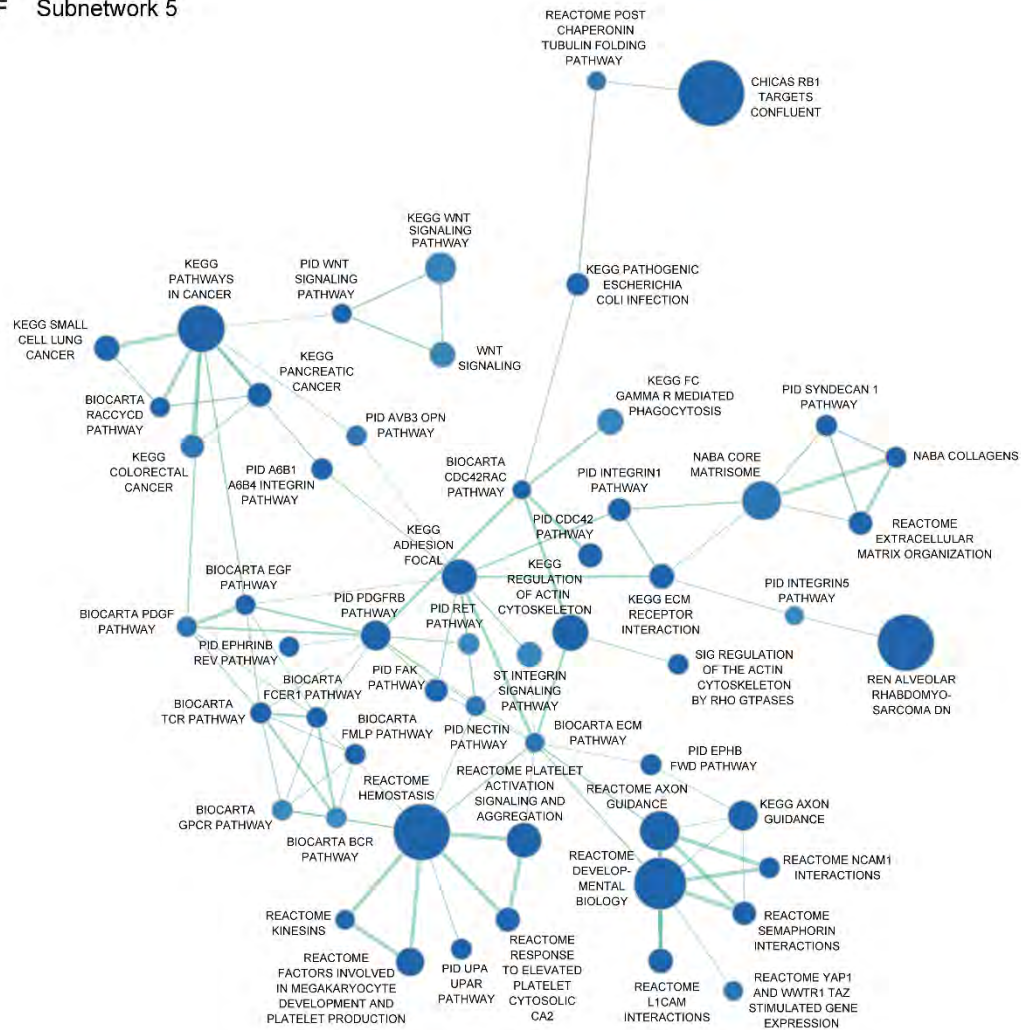 F Subnetwork 5
REACTOME POST
CHAPERONIN
TUBULIN FOLDING
PATHWAY
CHICAS RB1
TARGETS
CONFLUENT
KEGG WNT
SIGNALING
PATHWAY
KEGG
PATHWAYS
IN CANCER
PID WNT
SIGNALING
PATHWAY
KEGG PATHOGENIC
ESCHERICHIA
COLI INFECTION
KEGG SMALL
CELL LUNG
CANCER
KEGG
PANCREATIC
CANCER
WNT
SIGNALING
BIOCARTA
RACCYCD
PATHWAY
PID AVB3 OPN
PATHWAY
KEGG FC
GAMMA R MEDIATED
PHAGOCYTOSIS
PID SYNDECAN 1
PATHWAY
KEGG
COLORECTAL
CANCER
PID A6B1
A6B4 INTEGRIN
PATHWAY
BIOCARTA
CDC42RAC
PATHWAY
PID INTEGRIN1
PATHWAY
NABA CORE
MATRISOME
NABA COLLAGENS
PID CDC42
PATHWAY
REACTOME
EXTRACELLULAR
MATRIX ORGANIZATION
KEGG
ADHESION
FOCAL
KEGG
REGULATION
OF ACTIN
CYTOSKELETON
BIOCARTA EGF
PATHWAY
PID PDGFRB
PATHWAY
PID RET
PATHWAY
KEGG ECM
RECEPTOR
INTERACTION
PID INTEGRIN5
PATHWAY
BIOCARTA PDGF
PATHWAY
PID EPHRINB
REV PATHWAY
PID FAK
PATHWAY
ST INTEGRIN
SIGNALING
PATHWAY
SIG REGULATION
OF THE ACTIN
CYTOSKELETON
BY RHO GTPASES
REN ALVEOLAR
RHABDOMYO-
SARCOMA DN
BIOCARTA
TCR PATHWAY
BIOCARTA
FCER1 PATHWAY
BIOCARTA
FMLP PATHWAY
PID NECTIN
PATHWAY
BIOCARTA ECM
PATHWAY
PID EPHB
FWD PATHWAY
REACTOME
HEMOSTASIS
REACTOME PLATELET
ACTIVATION
SIGNALING AND
AGGREGATION
REACTOME AXON
GUIDANCE
KEGG AXON
GUIDANCE
BIOCARTA
GPCR PATHWAY
BIOCARTA BCR
PATHWAY
REACTOME
DEVELOP-
MENTAL
BIOLOGY
REACTOME NCAM1
INTERACTIONS
REACTOME
KINESINS
REACTOME
SEMAPHORIN
INTERACTIONS
REACTOME
FACTORS INVOLVED
IN MEGAKARYOCYTE
DEVELOPMENT AND
PLATELET PRODUCTION
PID UPA
UPAR
PATHWAY
REACTOME
RESPONSE
TO ELEVATED
PLATELET
CYTOSOLIC
CA2
REACTOME
L1CAM
INTERACTIONS
REACTOME YAP1
AND WWTR1 TAZ
STIMULATED GENE
EXPRESSION